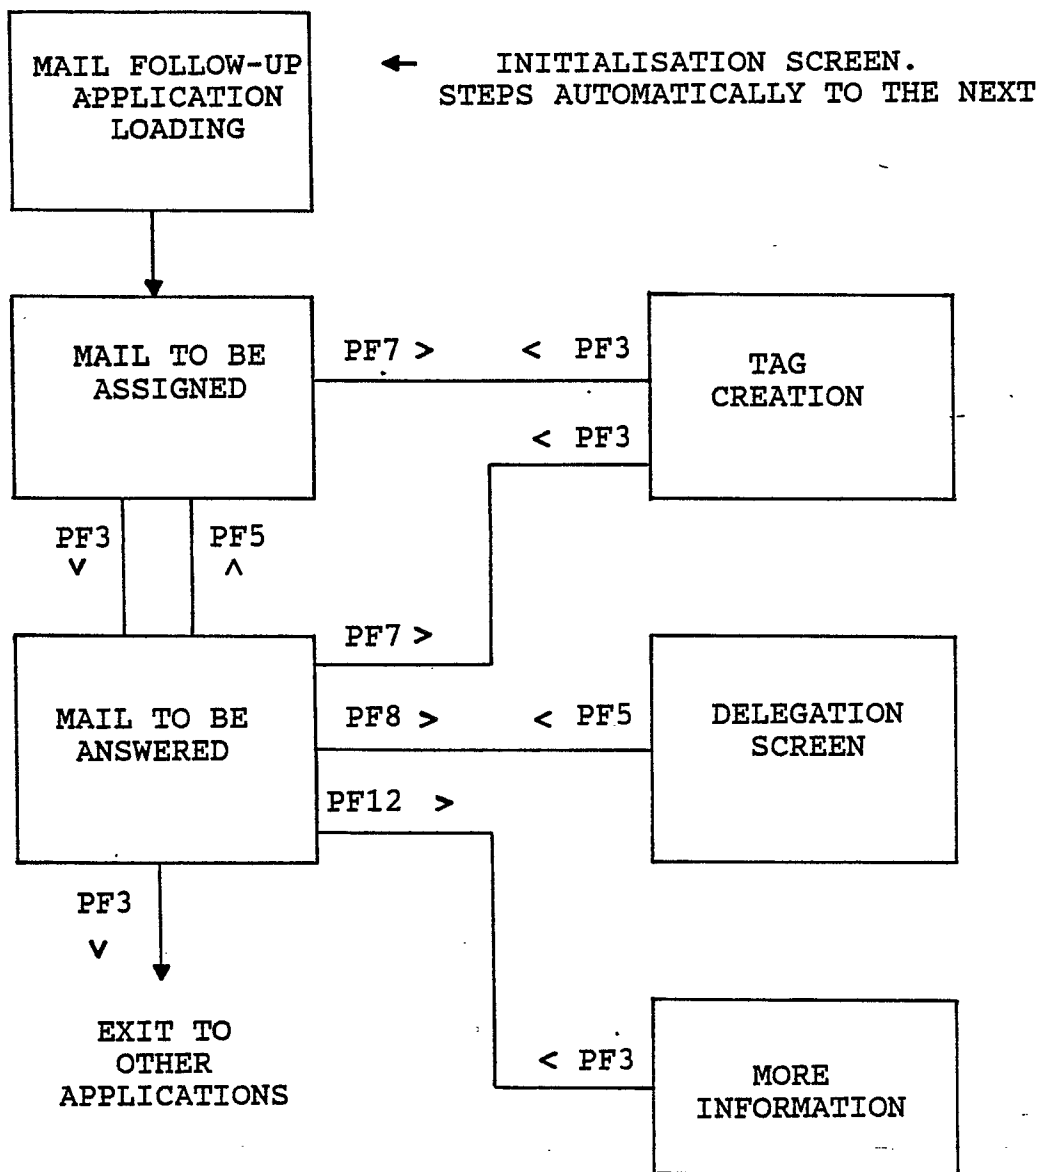 MAIL FOLLOW-UP
APPLICATION
LOADING
← INITIALISATION SCREEN.
STEPS AUTOMATICALLY TO THE NEXT
MAIL TO BE
ASSIGNED
PF7 >
< PF3
TAG
CREATION
< PF3
PF3
v
PF5
^
MAIL TO BE
ANSWERED
PF7 >
PF8 >
< PF5
DELEGATION
SCREEN
PF12 >
PF3
v
EXIT TO
OTHER
APPLICATIONS
< PF3
MORE
INFORMATION